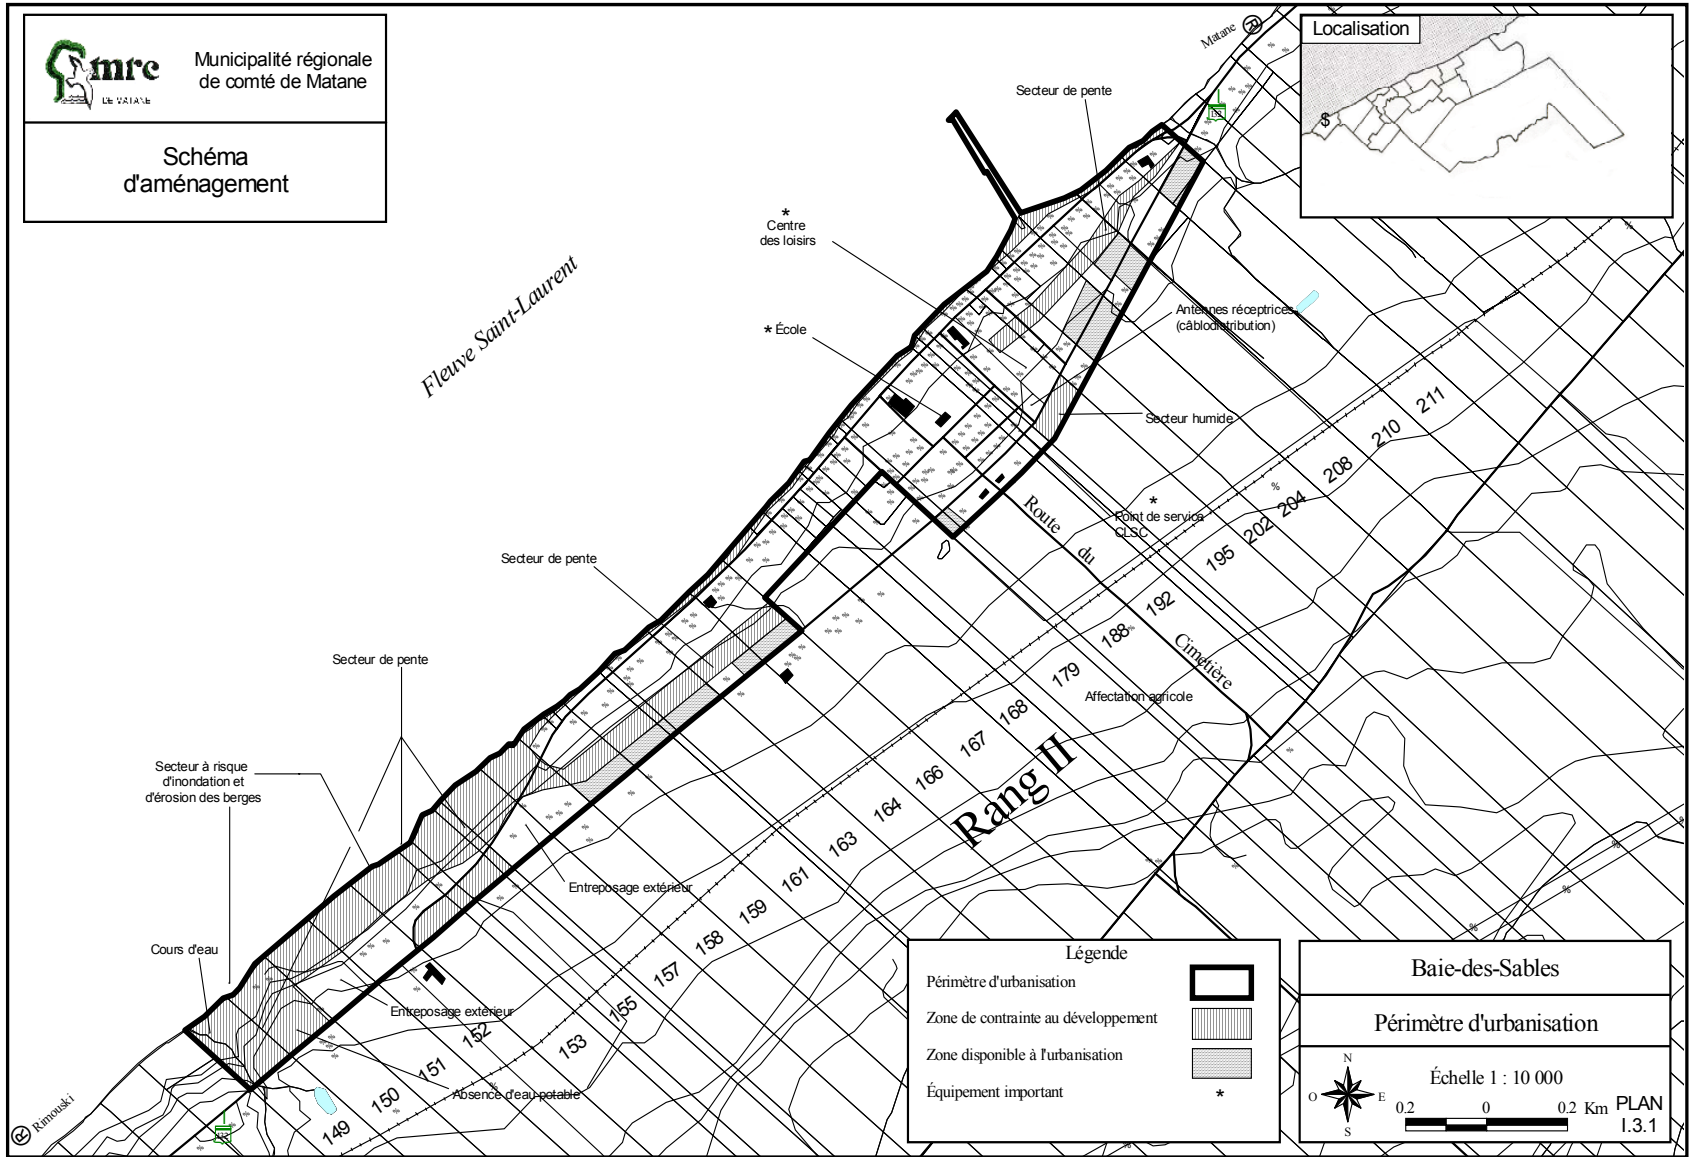 mrc
DE MATANE
Municipalité régionale
de comté de Matane
Schéma
d'aménagement
Localisation
$
Matane
132
Secteur de pente
*
Centre
des loisirs
* École
Fleuve Saint-Laurent
Antennes réceptrices
(câblodistribution)
Secteur humide
*
Point de service
CLSC
Route
du
Cimetière
Secteur de pente
Secteur de pente
Affectation agricole
Rang II
211
210
208
204
202
195
192
188
179
168
167
166
164
163
161
159
158
157
155
153
152
151
150
149
Secteur à risque
d'inondation et
d'érosion des berges
Cours d'eau
Entreposage extérieur
Entreposage extérieur
Absence d'eau potable
Rimouski
132
Légende
Périmètre d'urbanisation
Zone de contrainte au développement
Zone disponible à l'urbanisation
Équipement important *
Baie-des-Sables
Périmètre d'urbanisation
N
O
E
S
Échelle 1 : 10 000
0.2 0 0.2 Km
PLAN
I.3.1